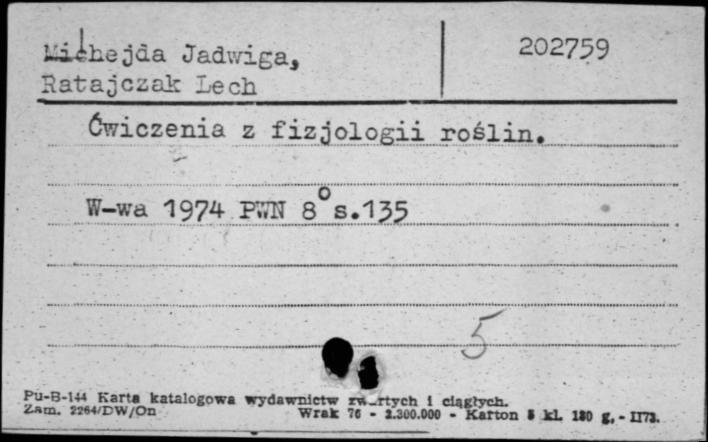 Michejda Jadwiga, 202759
Ratajczak Lech
Ćwiczenia z fizjologii roślin.
W-wa 1974 PWN 8° s.135
5
Pu-B-144 Karta katalogowa wydawnictw zwartych i ciągłych.
Zam. 2264/DW/On Wrak 76 - 2.300.000 - Karton kl. 180 g. - II73.